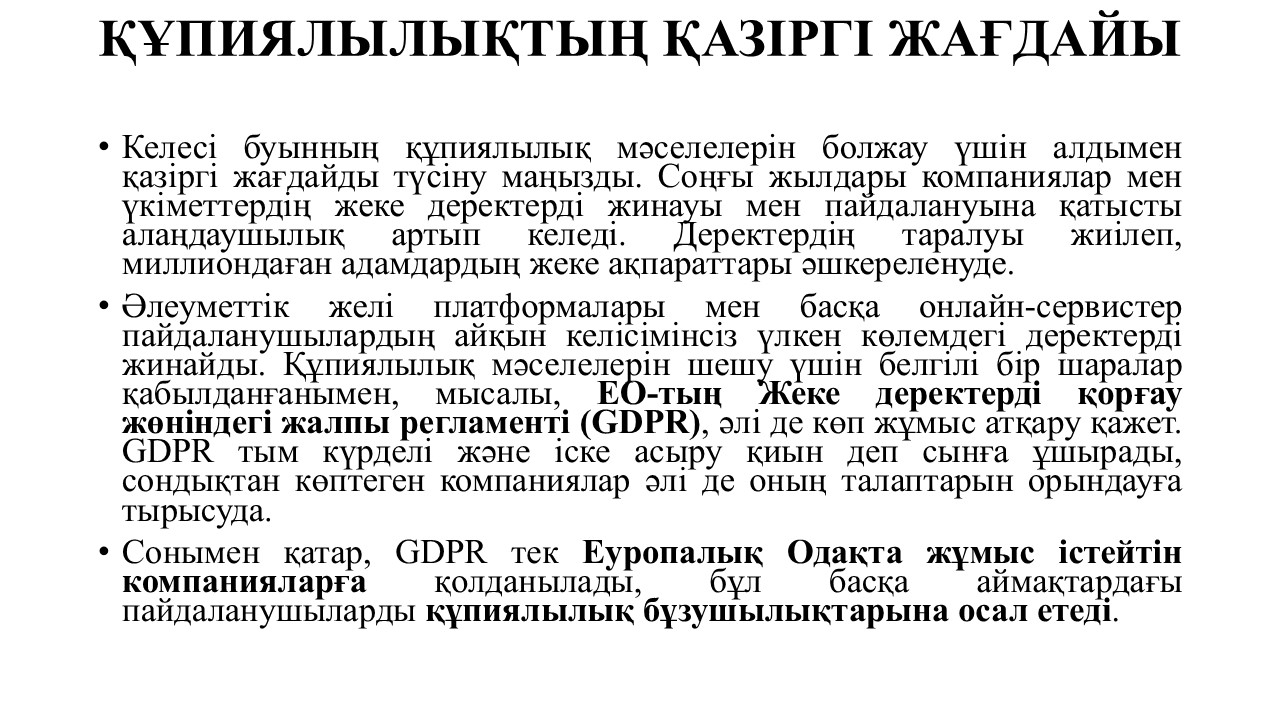 ҚҰПИЯЛЫЛЫҚТЫҢ ҚАЗІРГІ ЖАҒДАЙЫ
• Келесі буынның құпиялылық мәселелерін болжау үшін алдымен
қазіргі жағдайды түсіну маңызды. Соңғы жылдары компаниялар мен
үкіметтердің жеке деректерді жинауы мен пайдалануына қатысты
алаңдаушылық артып келеді. Деректердің таралуы жиілеп,
миллиондаған адамдардың жеке ақпараттары әшкереленуде.
• Әлеуметтік желі платформалары мен басқа онлайн-сервистер
пайдаланушылардың айқын келісімінсіз үлкен көлемдегі деректерді
жинайды. Құпиялылық мәселелерін шешу үшін белгілі бір шаралар
қабылданғанымен, мысалы, ЕО-тың Жеке деректерді қорғау
жөніндегі жалпы регламенті (GDPR), әлі де көп жұмыс атқару қажет.
GDPR тым күрделі және іске асыру қиын деп сынға ұшырады,
сондықтан көптеген компаниялар әлі де оның талаптарын орындауға
тырысуда.
• Сонымен қатар, GDPR тек Еуропалық Одақта жұмыс істейтін
компанияларға қолданылады, бұл басқа аймақтардағы
пайдаланушыларды құпиялылық бұзушылықтарына осал етеді.